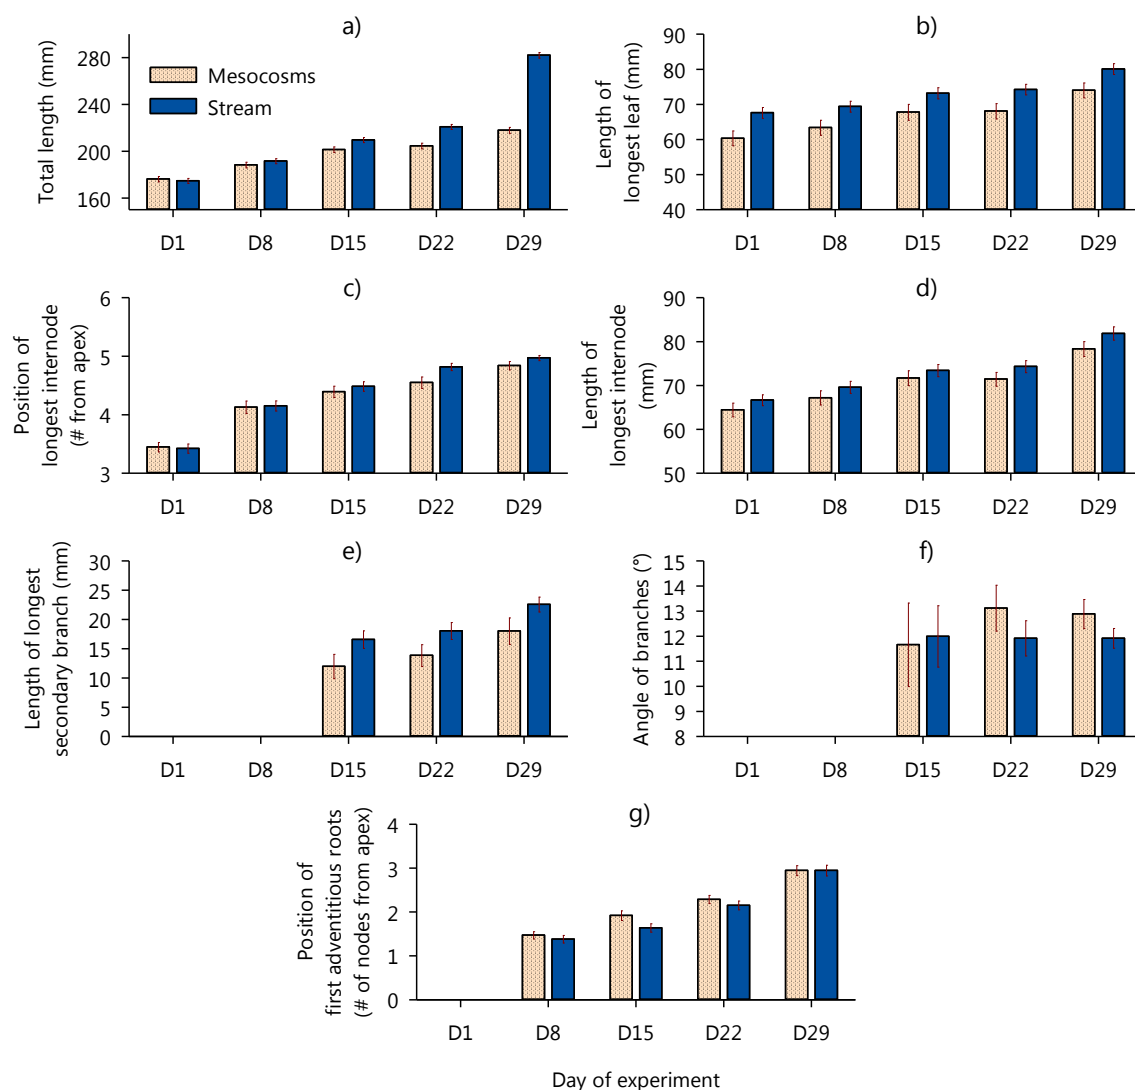 a)
Total length (mm)
280
240
200
160
Mesocosms
Stream
D1 D8 D15 D22 D29
b)
Length of
longest leaf (mm)
90
80
70
60
50
40
D1 D8 D15 D22 D29
c)
Position of
longest internode
(# from apex)
6
5
4
3
D1 D8 D15 D22 D29
d)
Length of
longest internode
(mm)
90
80
70
60
50
D1 D8 D15 D22 D29
e)
Length of longest
secondary branch (mm)
30
25
20
15
10
5
0
D1 D8 D15 D22 D29
f)
Angle of branches (°)
15
14
13
12
11
10
9
8
D1 D8 D15 D22 D29
g)
Position of
first adventitious roots
(# of nodes from apex)
4
3
2
1
0
D1 D8 D15 D22 D29
Day of experiment